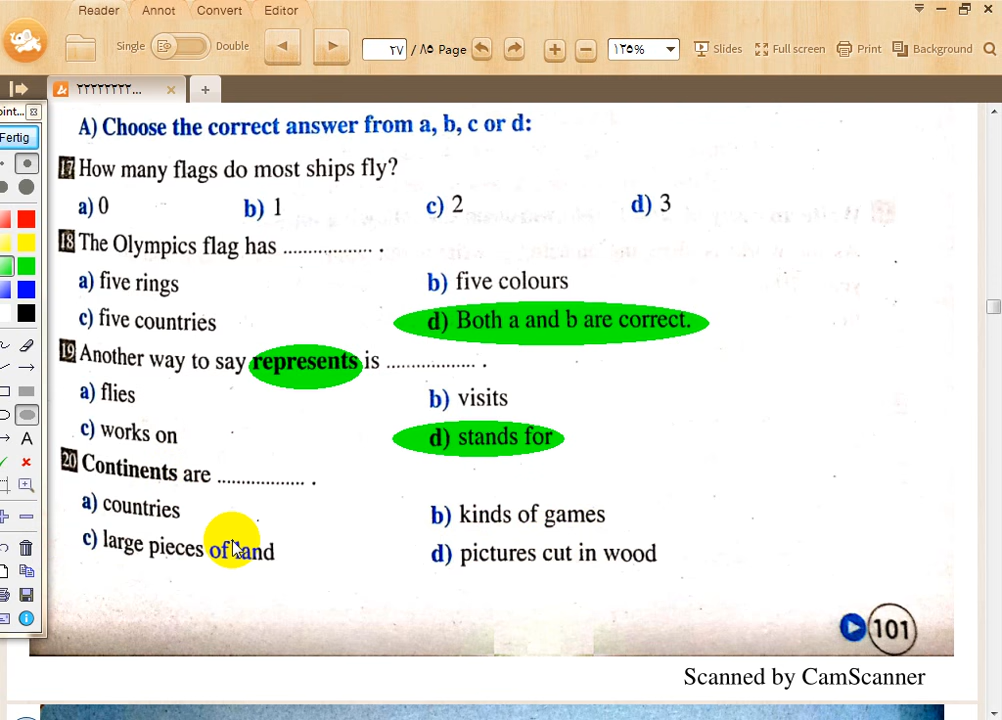 Reader Annot Convert Editor
Single Double ٢٧ / ٨٥ Page ١٢٥% Slides Full screen Print Background
٢٢٢٢٢٢٢٢...
oint...
Fertig
A) Choose the correct answer from a, b, c or d:
17 How many flags do most ships fly?
a) 0 b) 1 c) 2 d) 3
18 The Olympics flag has .................. .
a) five rings b) five colours
c) five countries d) Both a and b are correct.
19 Another way to say represents is .................. .
a) flies b) visits
c) works on d) stands for
20 Continents are .................. .
a) countries b) kinds of games
c) large pieces of land d) pictures cut in wood
101
Scanned by CamScanner